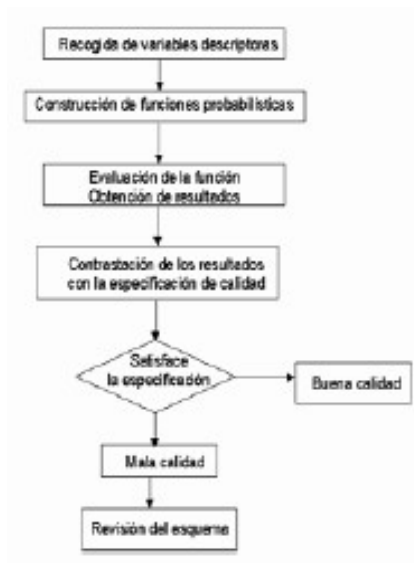 Recogida de variables descriptoras
Construcción de funciones probabilísticas
Evaluación de la función
Obtención de resultados
Contrastación de los resultados
con la especificación de calidad
Satisface
la especificación
Buena calidad
Mala calidad
Revisión del esquema